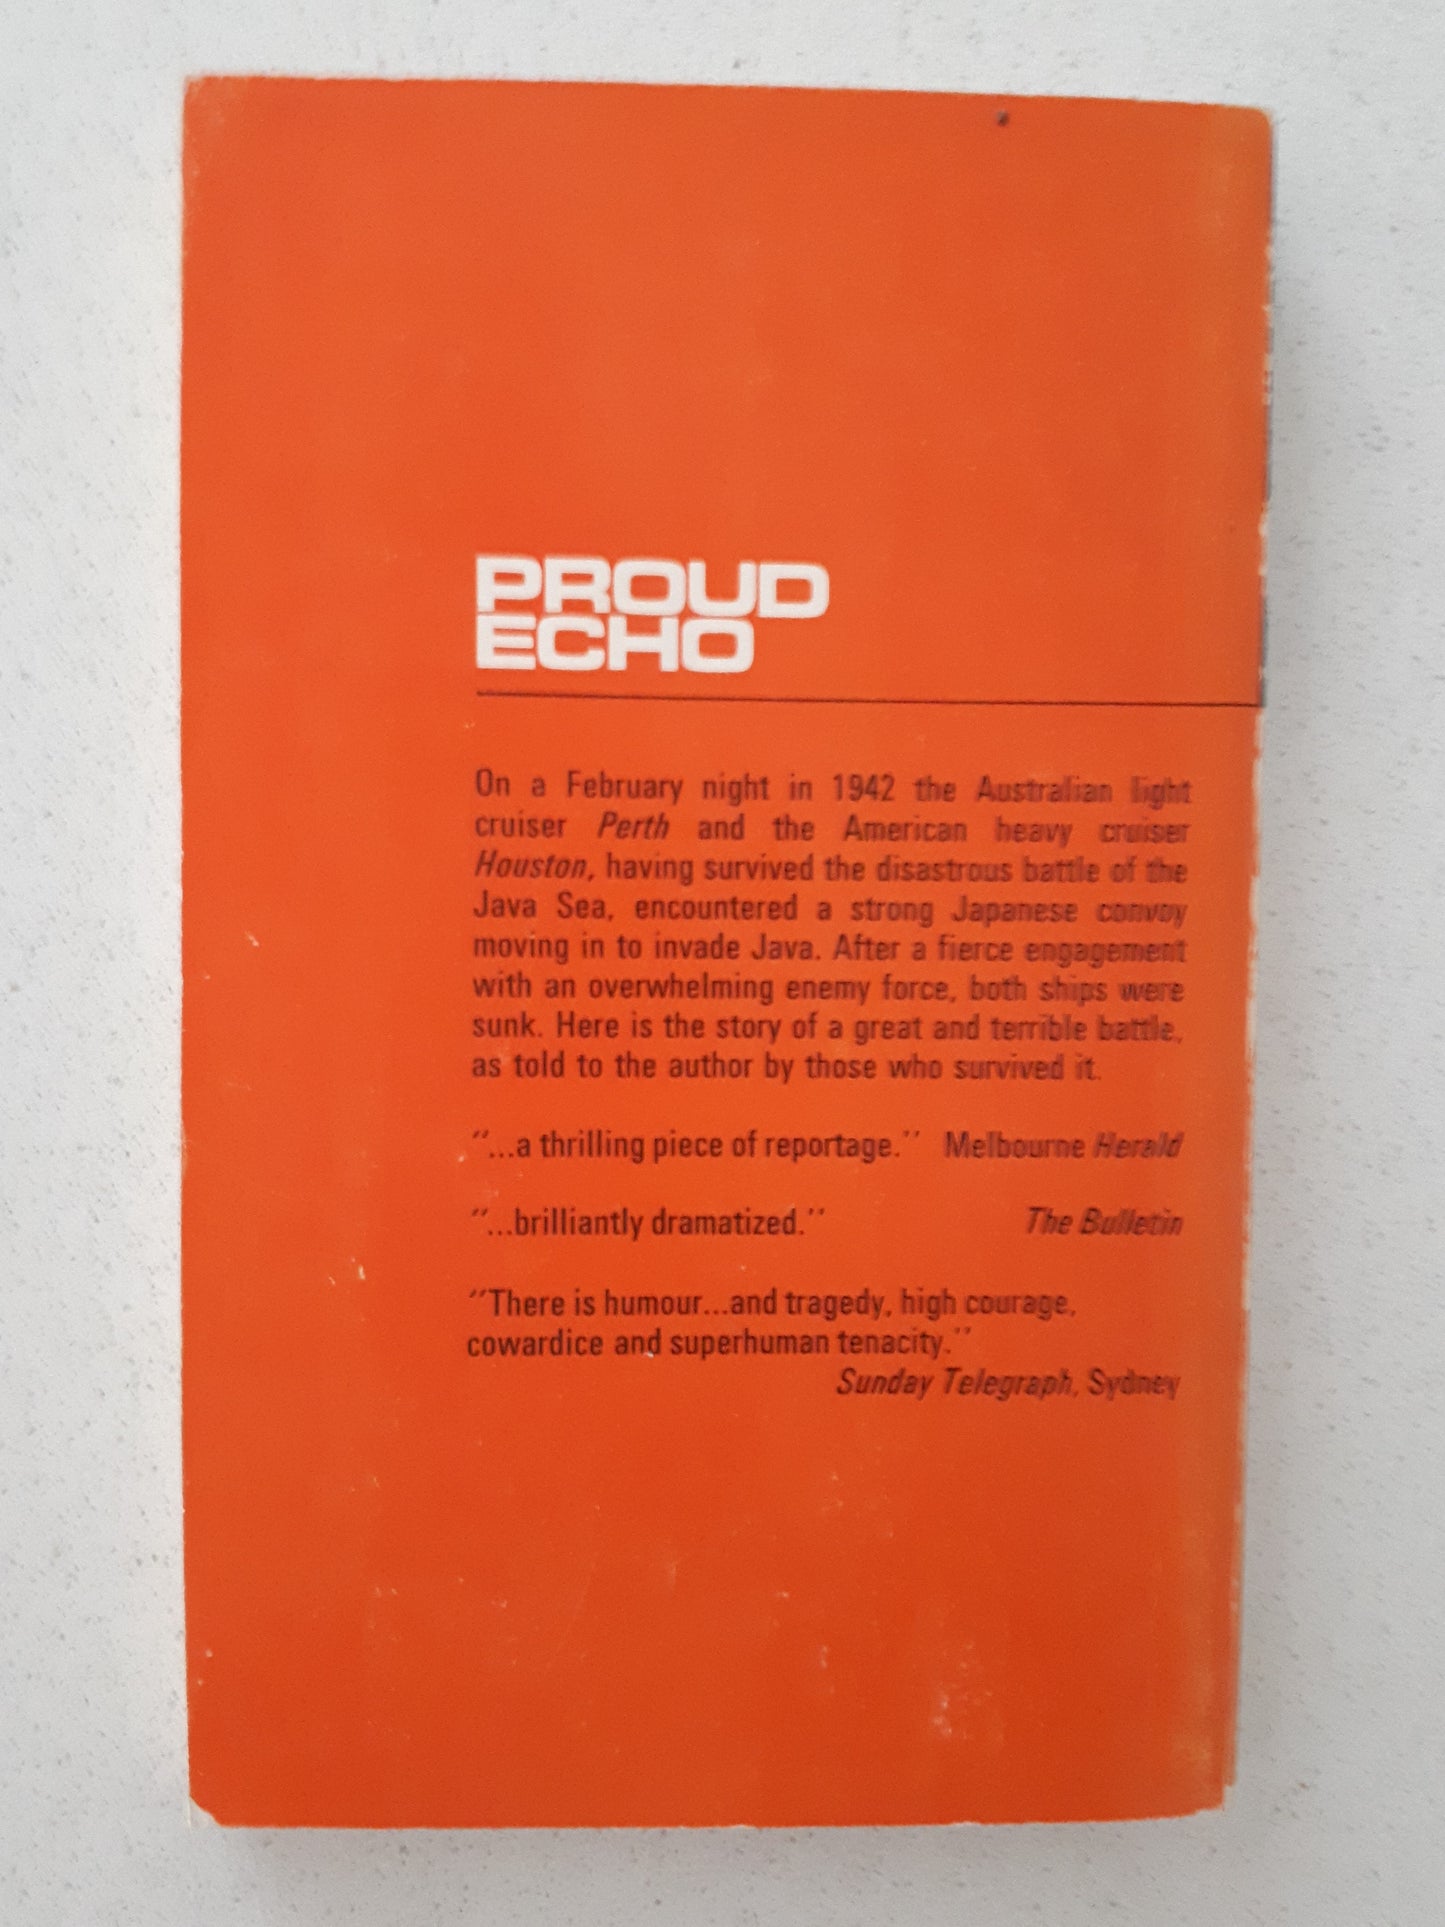 PROUD
ECHO
On a February night in 1942 the Australian light
cruiser Perth and the American heavy cruiser
Houston, having survived the disastrous battle of the
Java Sea, encountered a strong Japanese convoy
moving in to invade Java. After a fierce engagement
with an overwhelming enemy force, both ships were
sunk. Here is the story of a great and terrible battle,
as told to the author by those who survived it.
"...a thrilling piece of reportage." Melbourne Herald
"...brilliantly dramatized." The Bulletin
"There is humour...and tragedy, high courage,
cowardice and superhuman tenacity."
Sunday Telegraph, Sydney